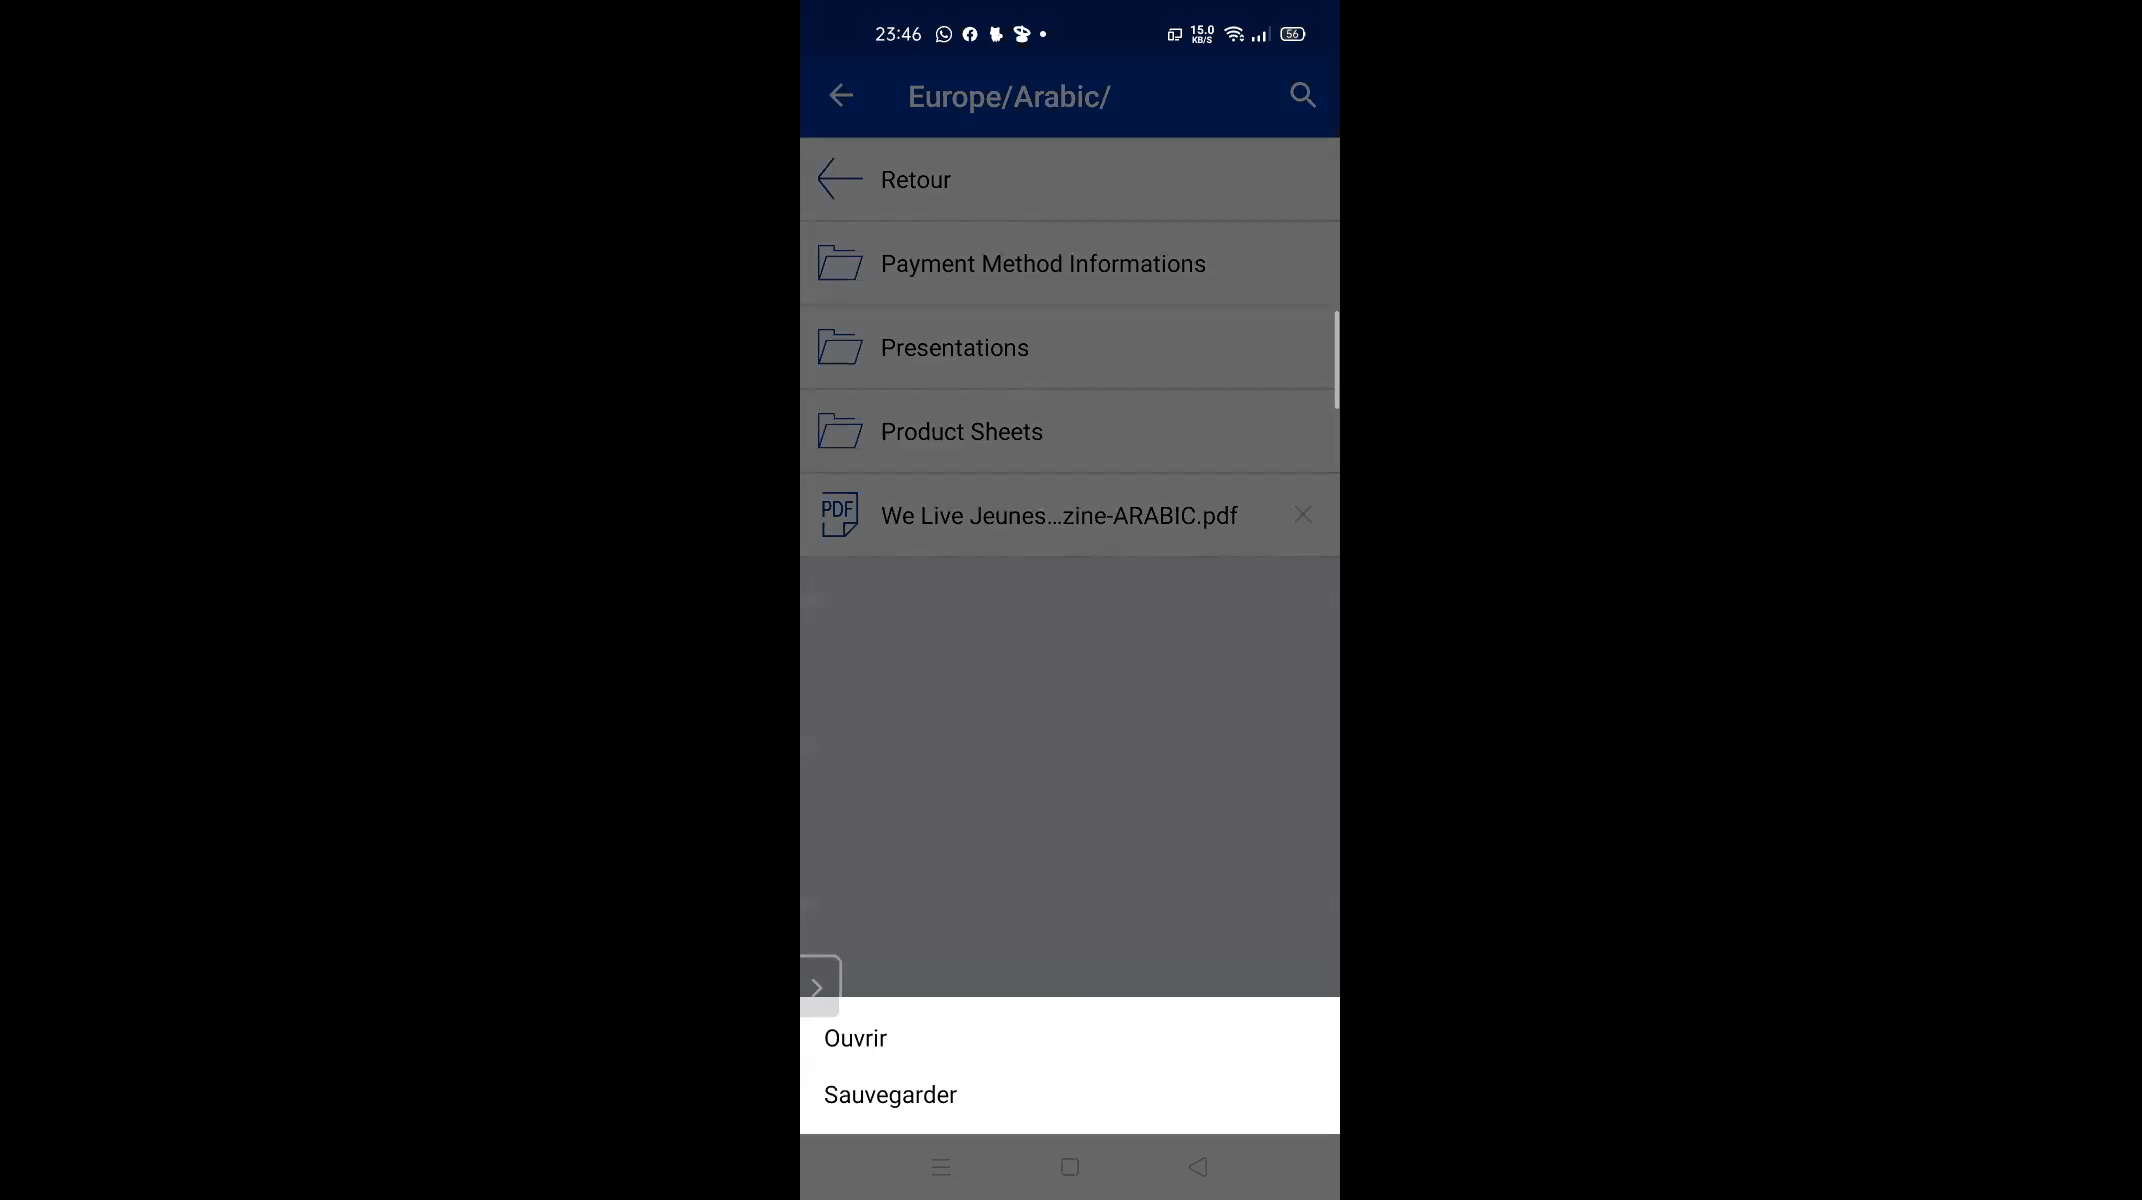 23:46 15.0 KB/S 56
Europe/Arabic/
Retour
Payment Method Informations
Presentations
Product Sheets
PDF We Live Jeunes...zine-ARABIC.pdf
Ouvrir
Sauvegarder